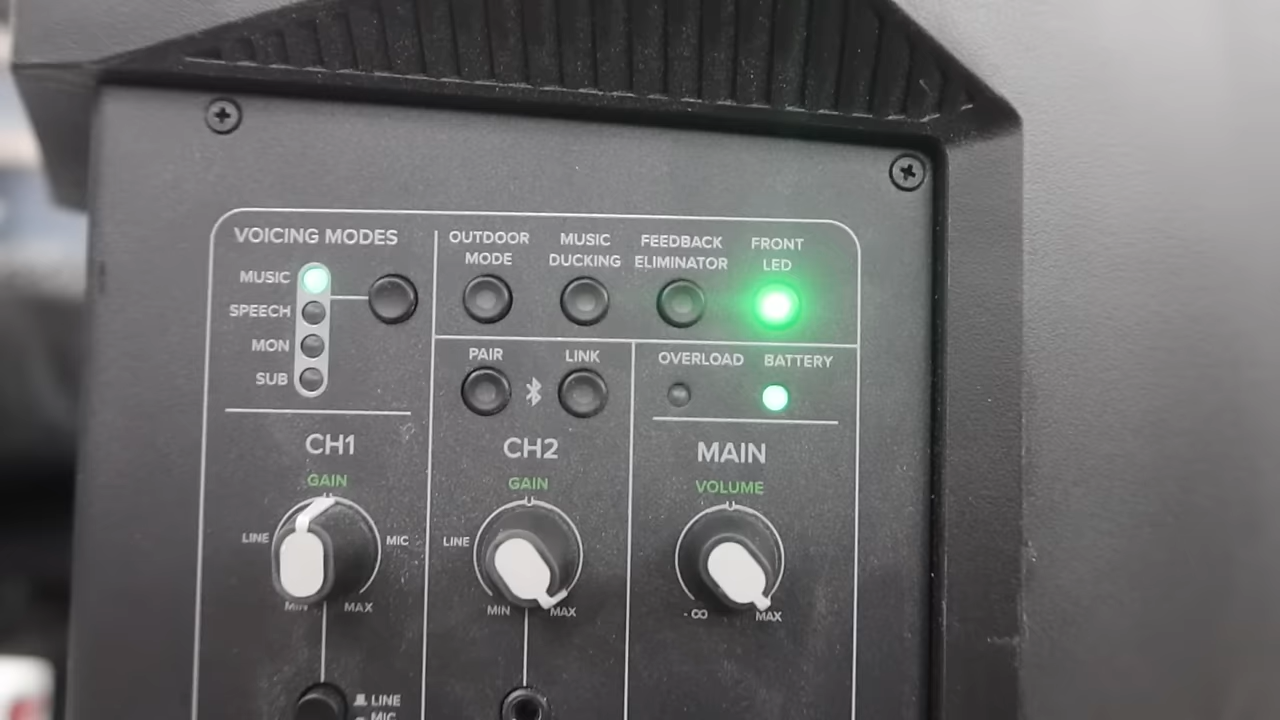 VOICING MODES
MUSIC
SPEECH
MON
SUB
OUTDOOR
MODE
MUSIC
DUCKING
FEEDBACK
ELIMINATOR
FRONT
LED
PAIR
LINK
OVERLOAD
BATTERY
CH1
GAIN
LINE
MIC
MIN
MAX
LINE
MIC
CH2
GAIN
LINE
MIN
MAX
MAIN
VOLUME
- ∞
MAX